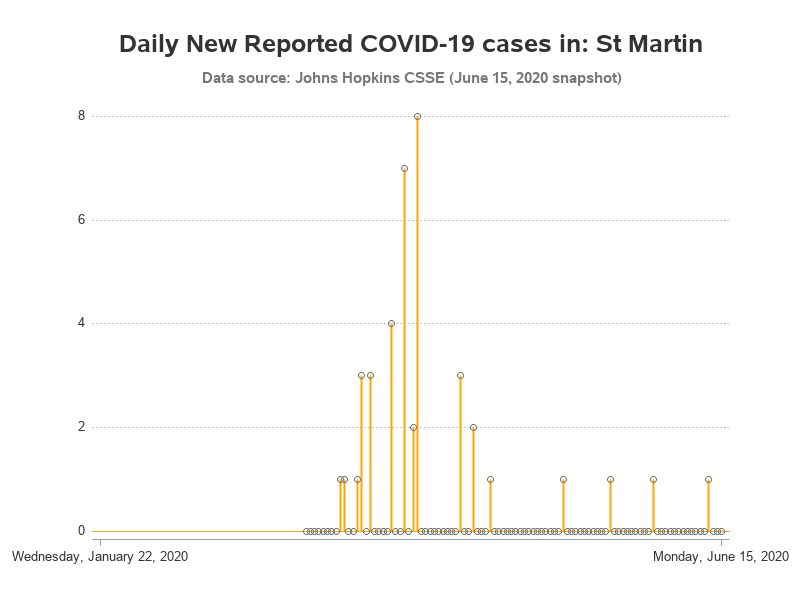 Daily New Reported COVID-19 cases in: St Martin
Data source: Johns Hopkins CSSE (June 15, 2020 snapshot)
8
6
4
2
0
Wednesday, January 22, 2020
Monday, June 15, 2020